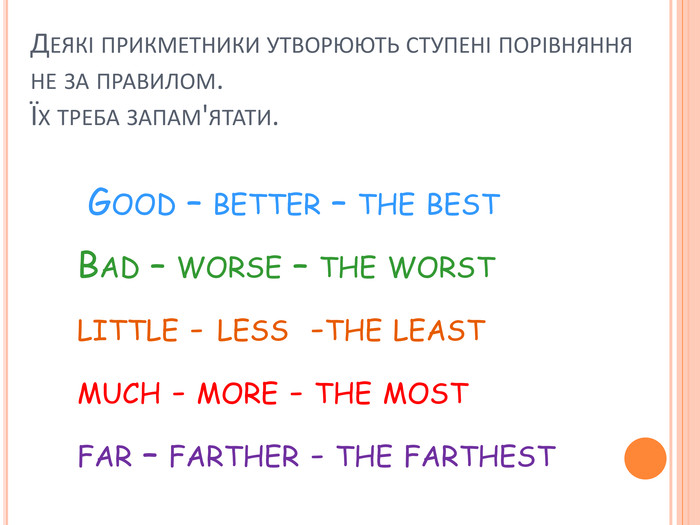 Деякі прикметники утворюють ступені порівняння
не за правилом.
Їх треба запам'ятати.
Good – better – the best
Bad – worse – the worst
little - less -the least
much - more - the most
far – farther - the farthest